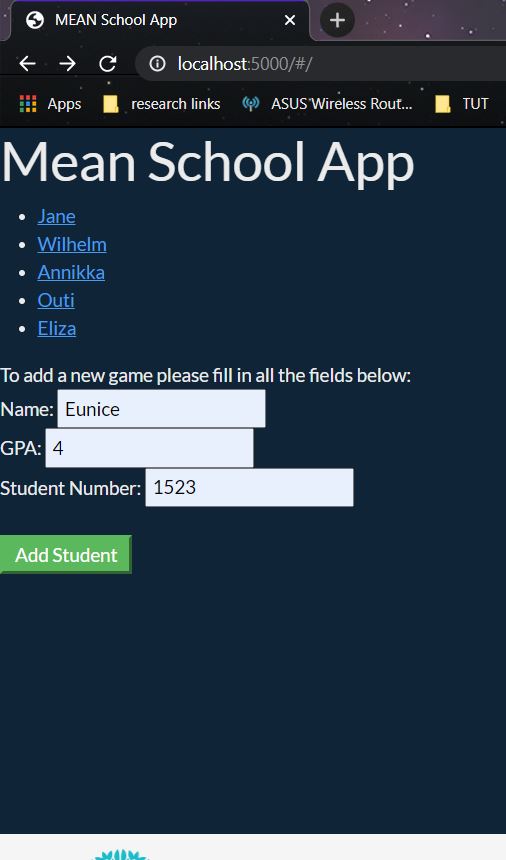 MEAN School App
localhost:5000/#/
Apps research links ASUS Wireless Rout... TUT
Mean School App
Jane
Wilhelm
Annikka
Outi
Eliza
To add a new game please fill in all the fields below:
Name: Eunice
GPA: 4
Student Number: 1523
Add Student